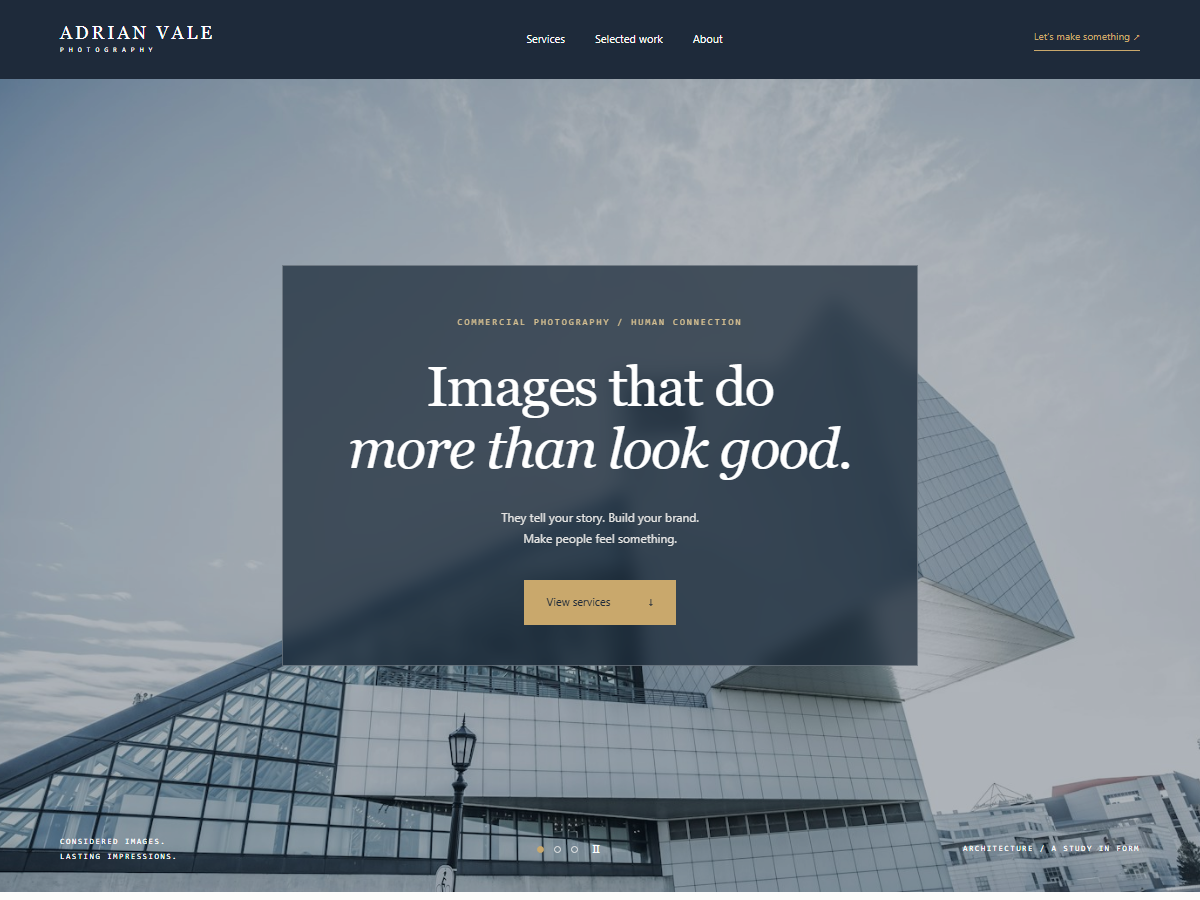 ADRIAN VALE
PHOTOGRAPHY
Services
Selected work
About
Let's make something ↗
COMMERCIAL PHOTOGRAPHY / HUMAN CONNECTION
Images that do
more than look good.
They tell your story. Build your brand.
Make people feel something.
View services ↓
CONSIDERED IMAGES.
LASTING IMPRESSIONS.
ARCHITECTURE / A STUDY IN FORM